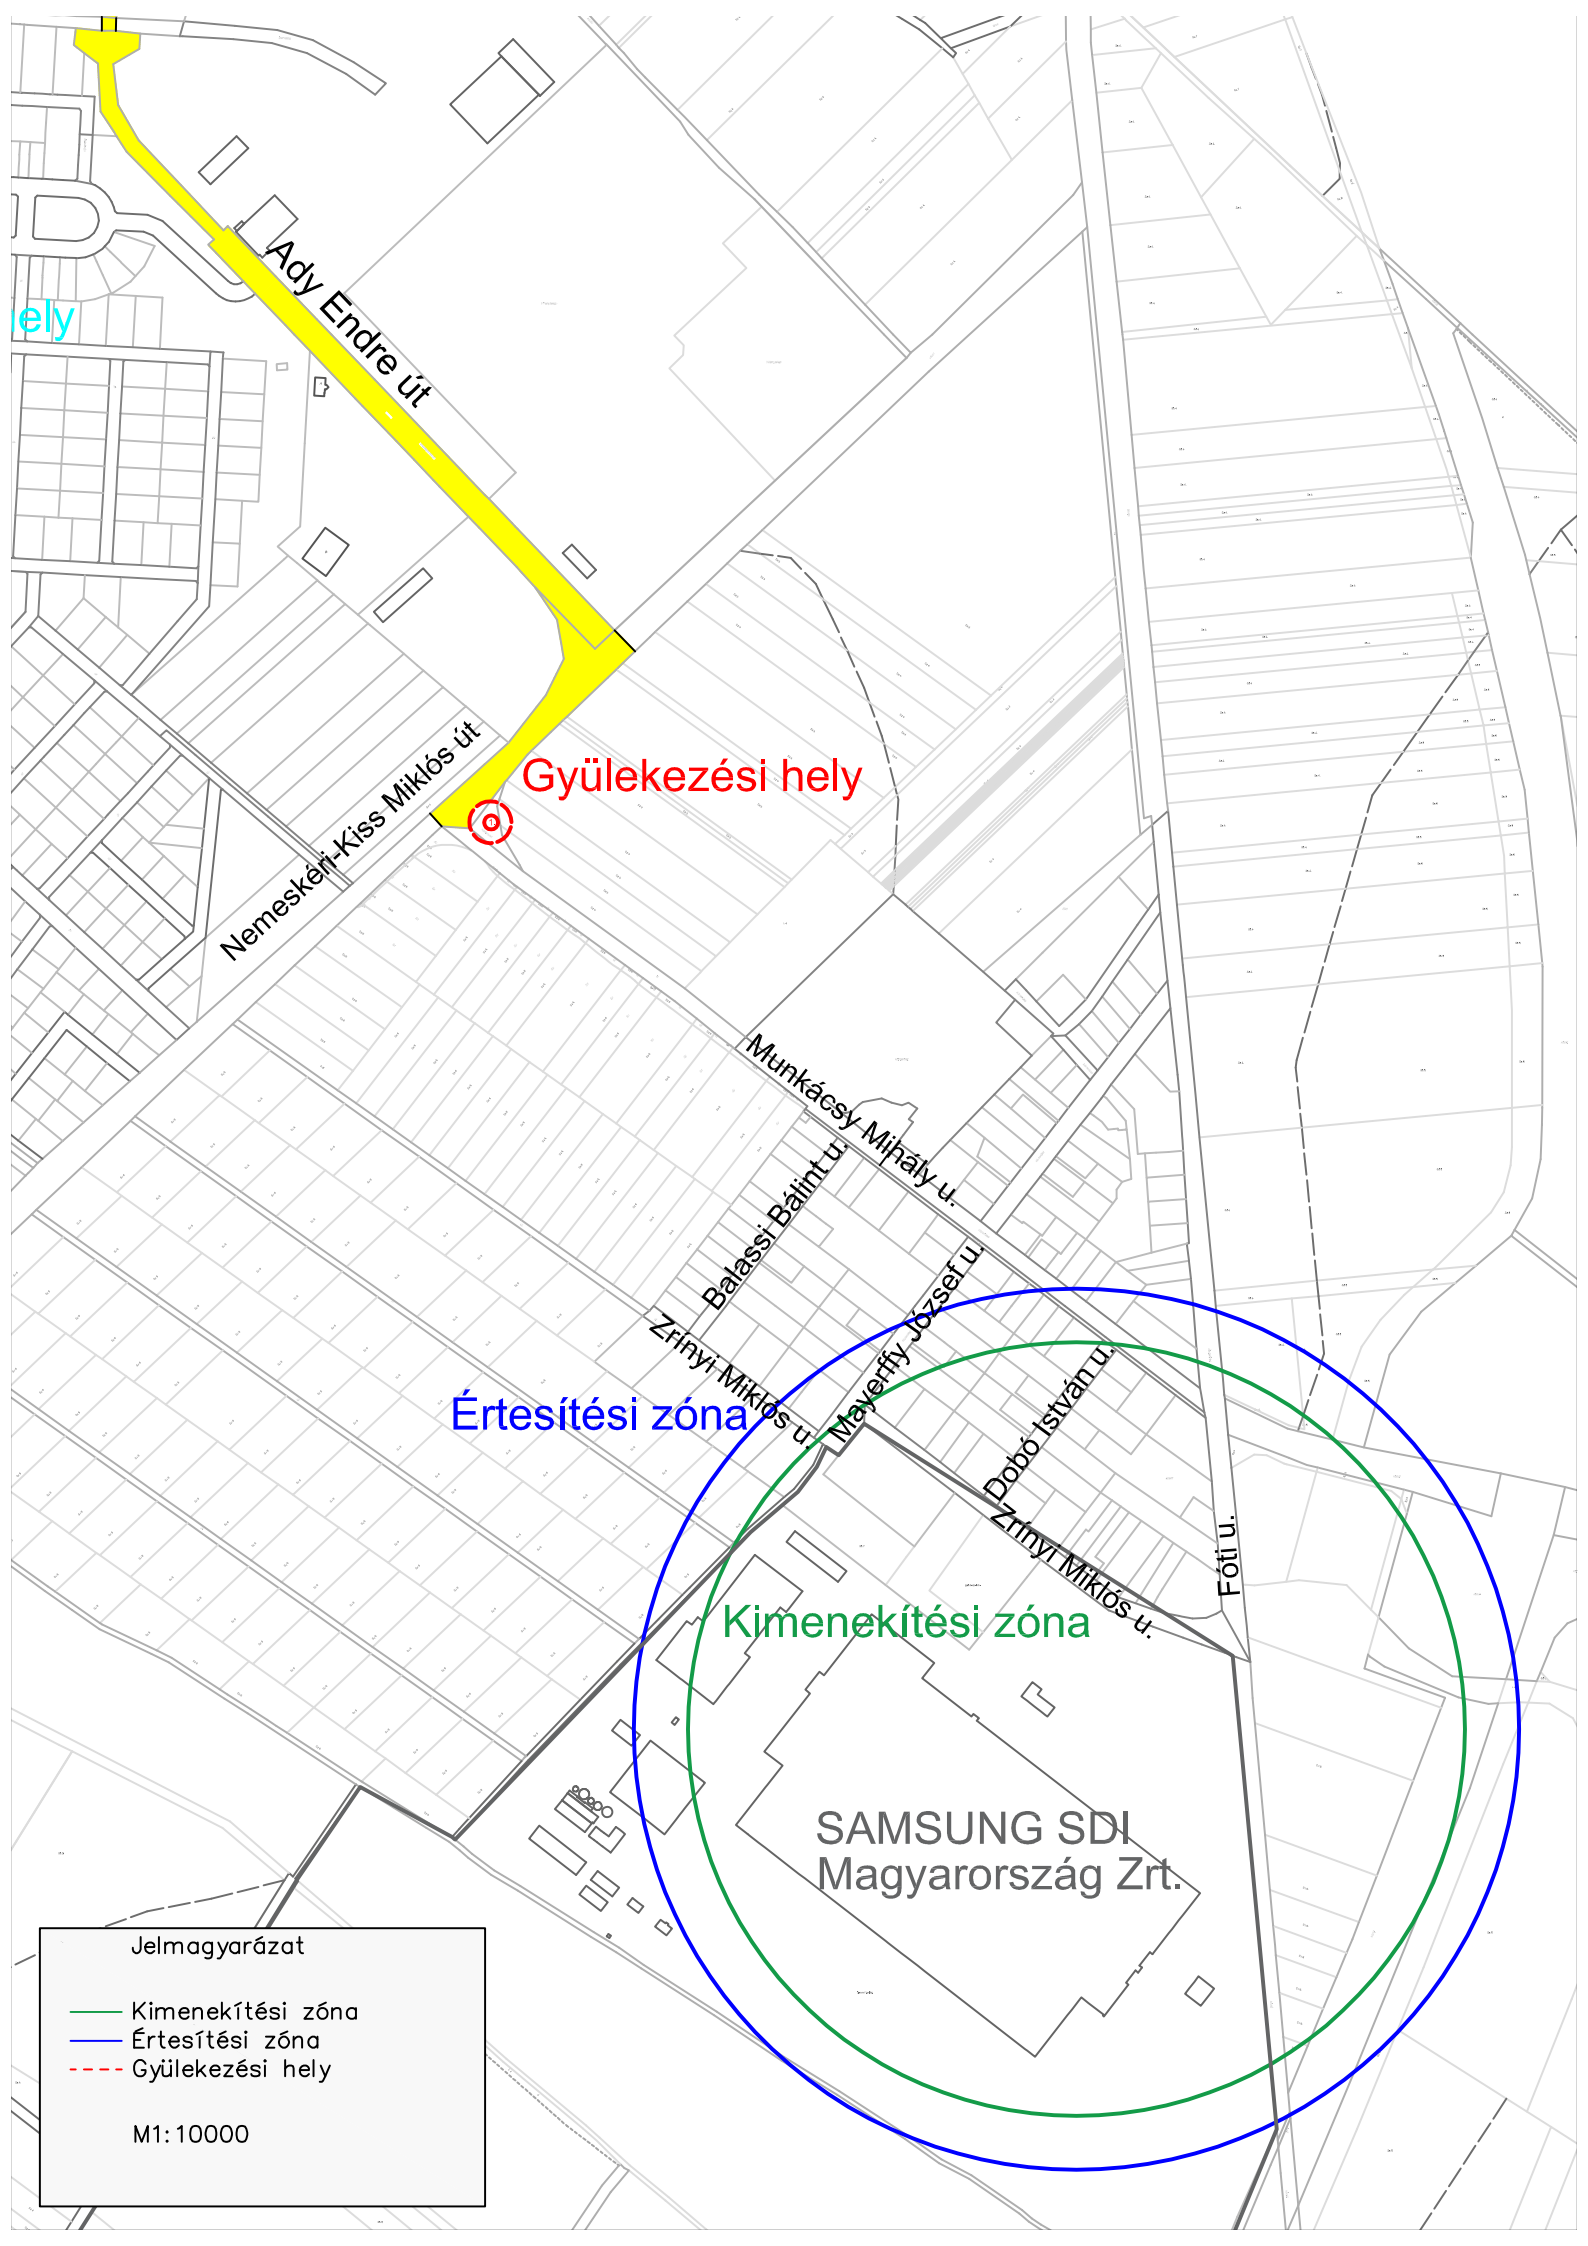 Ady Endre út
Gyülekezési hely
Nemeskéri-Kiss Miklós út
Munkácsy Mihály u.
Balassi Bálint u.
Mayerffy József u.
Zrínyi Miklós u.
Értesítési zóna
Dobó István u.
Zrínyi Miklós u.
Fóti u.
Kimenekítési zóna
SAMSUNG SDI
Magyarország Zrt.
Jelmagyarázat
Kimenekítési zóna
Értesítési zóna
Gyülekezési hely
M1:10000